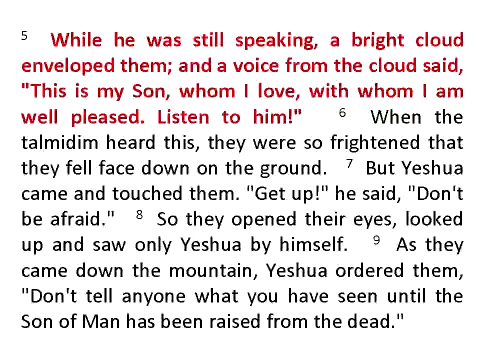 5 While he was still speaking, a bright cloud
enveloped them; and a voice from the cloud said,
"This is my Son, whom I love, with whom I am
well pleased. Listen to him!" 6 When the
talmidim heard this, they were so frightened that
they fell face down on the ground. 7 But Yeshua
came and touched them. "Get up!" he said, "Don't
be afraid." 8 So they opened their eyes, looked
up and saw only Yeshua by himself. 9 As they
came down the mountain, Yeshua ordered them,
"Don't tell anyone what you have seen until the
Son of Man has been raised from the dead."